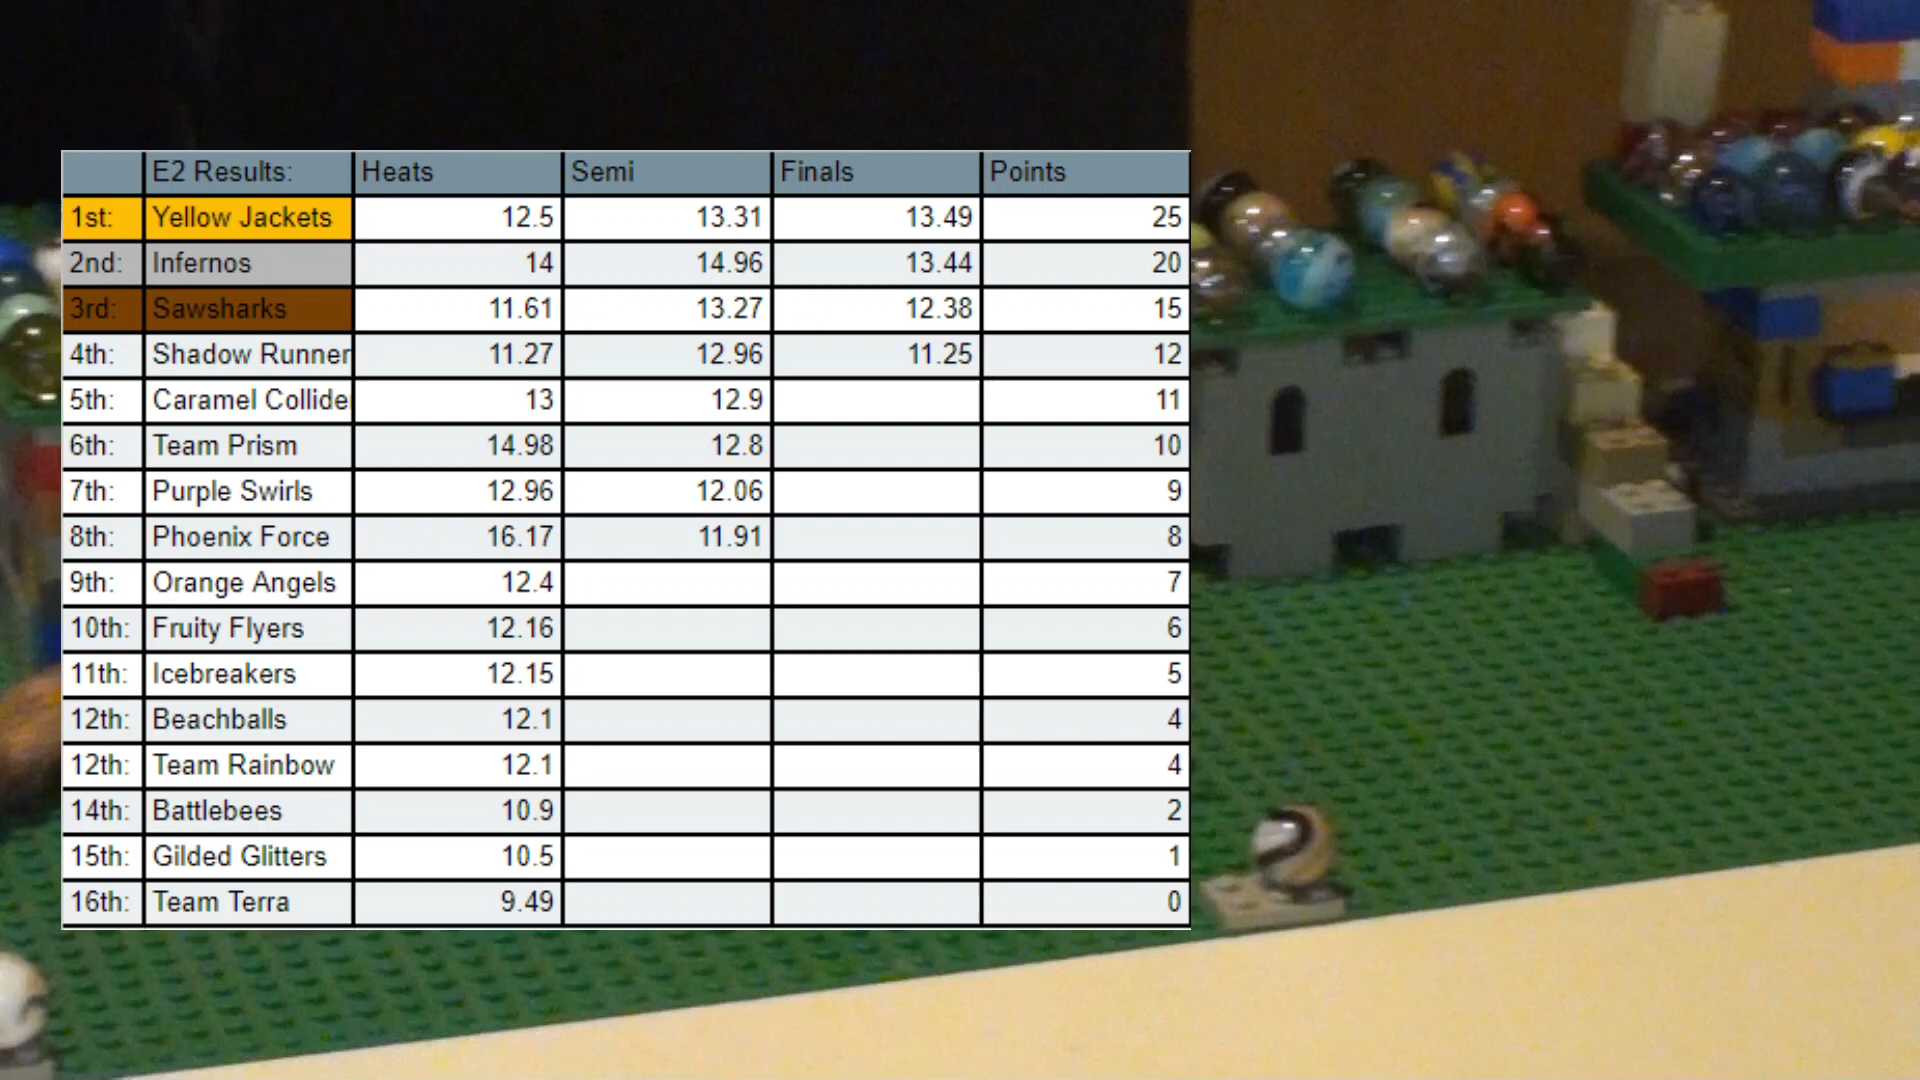 E2 Results: Heats Semi Finals Points
1st: Yellow Jackets 12.5 13.31 13.49 25
2nd: Infernos 14 14.96 13.44 20
3rd: Sawsharks 11.61 13.27 12.38 15
4th: Shadow Runner 11.27 12.96 11.25 12
5th: Caramel Collide 13 12.9 11
6th: Team Prism 14.98 12.8 10
7th: Purple Swirls 12.96 12.06 9
8th: Phoenix Force 16.17 11.91 8
9th: Orange Angels 12.4 7
10th: Fruity Flyers 12.16 6
11th: Icebreakers 12.15 5
12th: Beachballs 12.1 4
12th: Team Rainbow 12.1 4
14th: Battlebees 10.9 2
15th: Gilded Glitters 10.5 1
16th: Team Terra 9.49 0